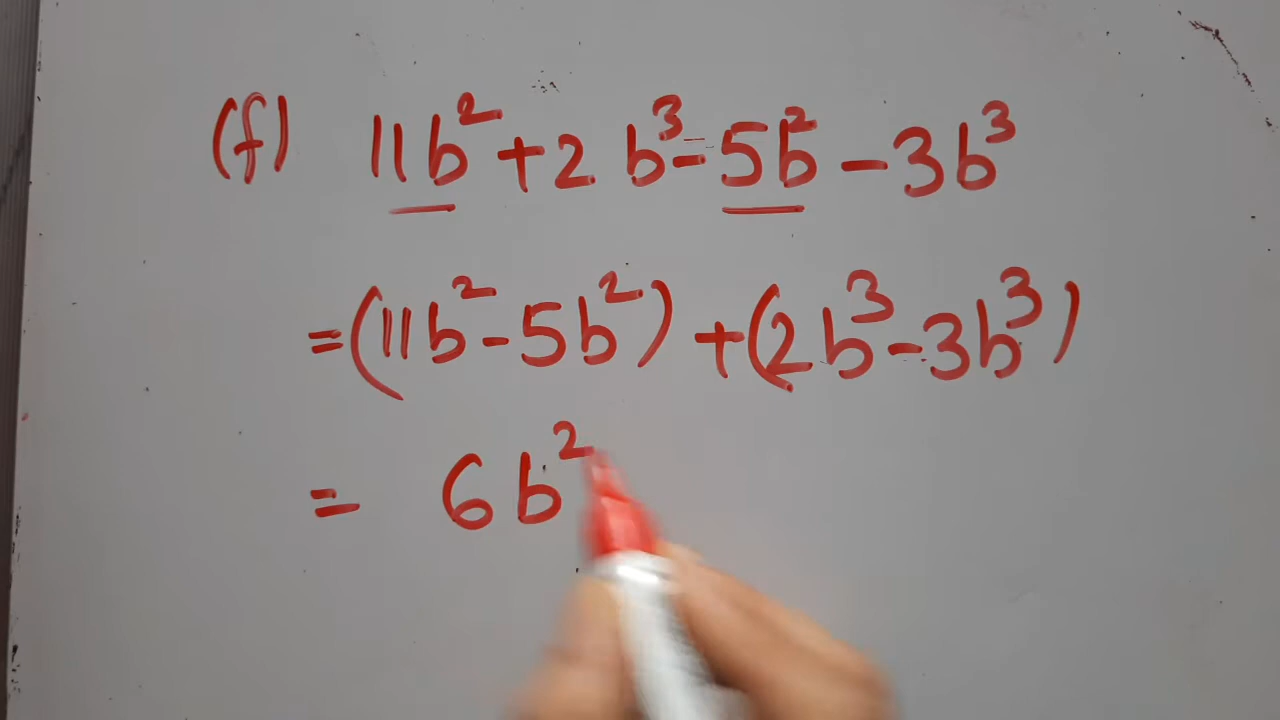 (f) 11b² + 2b³ - 5b² - 3b³
= (11b² - 5b²) + (2b³ - 3b³)
= 6b²